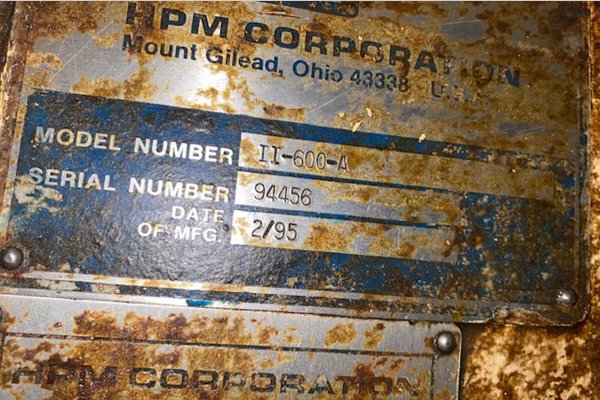 HPM CORPORATION
Mount Gilead, Ohio 43338 U.S.A.
MODEL NUMBER II-600-A
SERIAL NUMBER 94456
DATE
OF MFG. 2/95
HPM CORPORATION